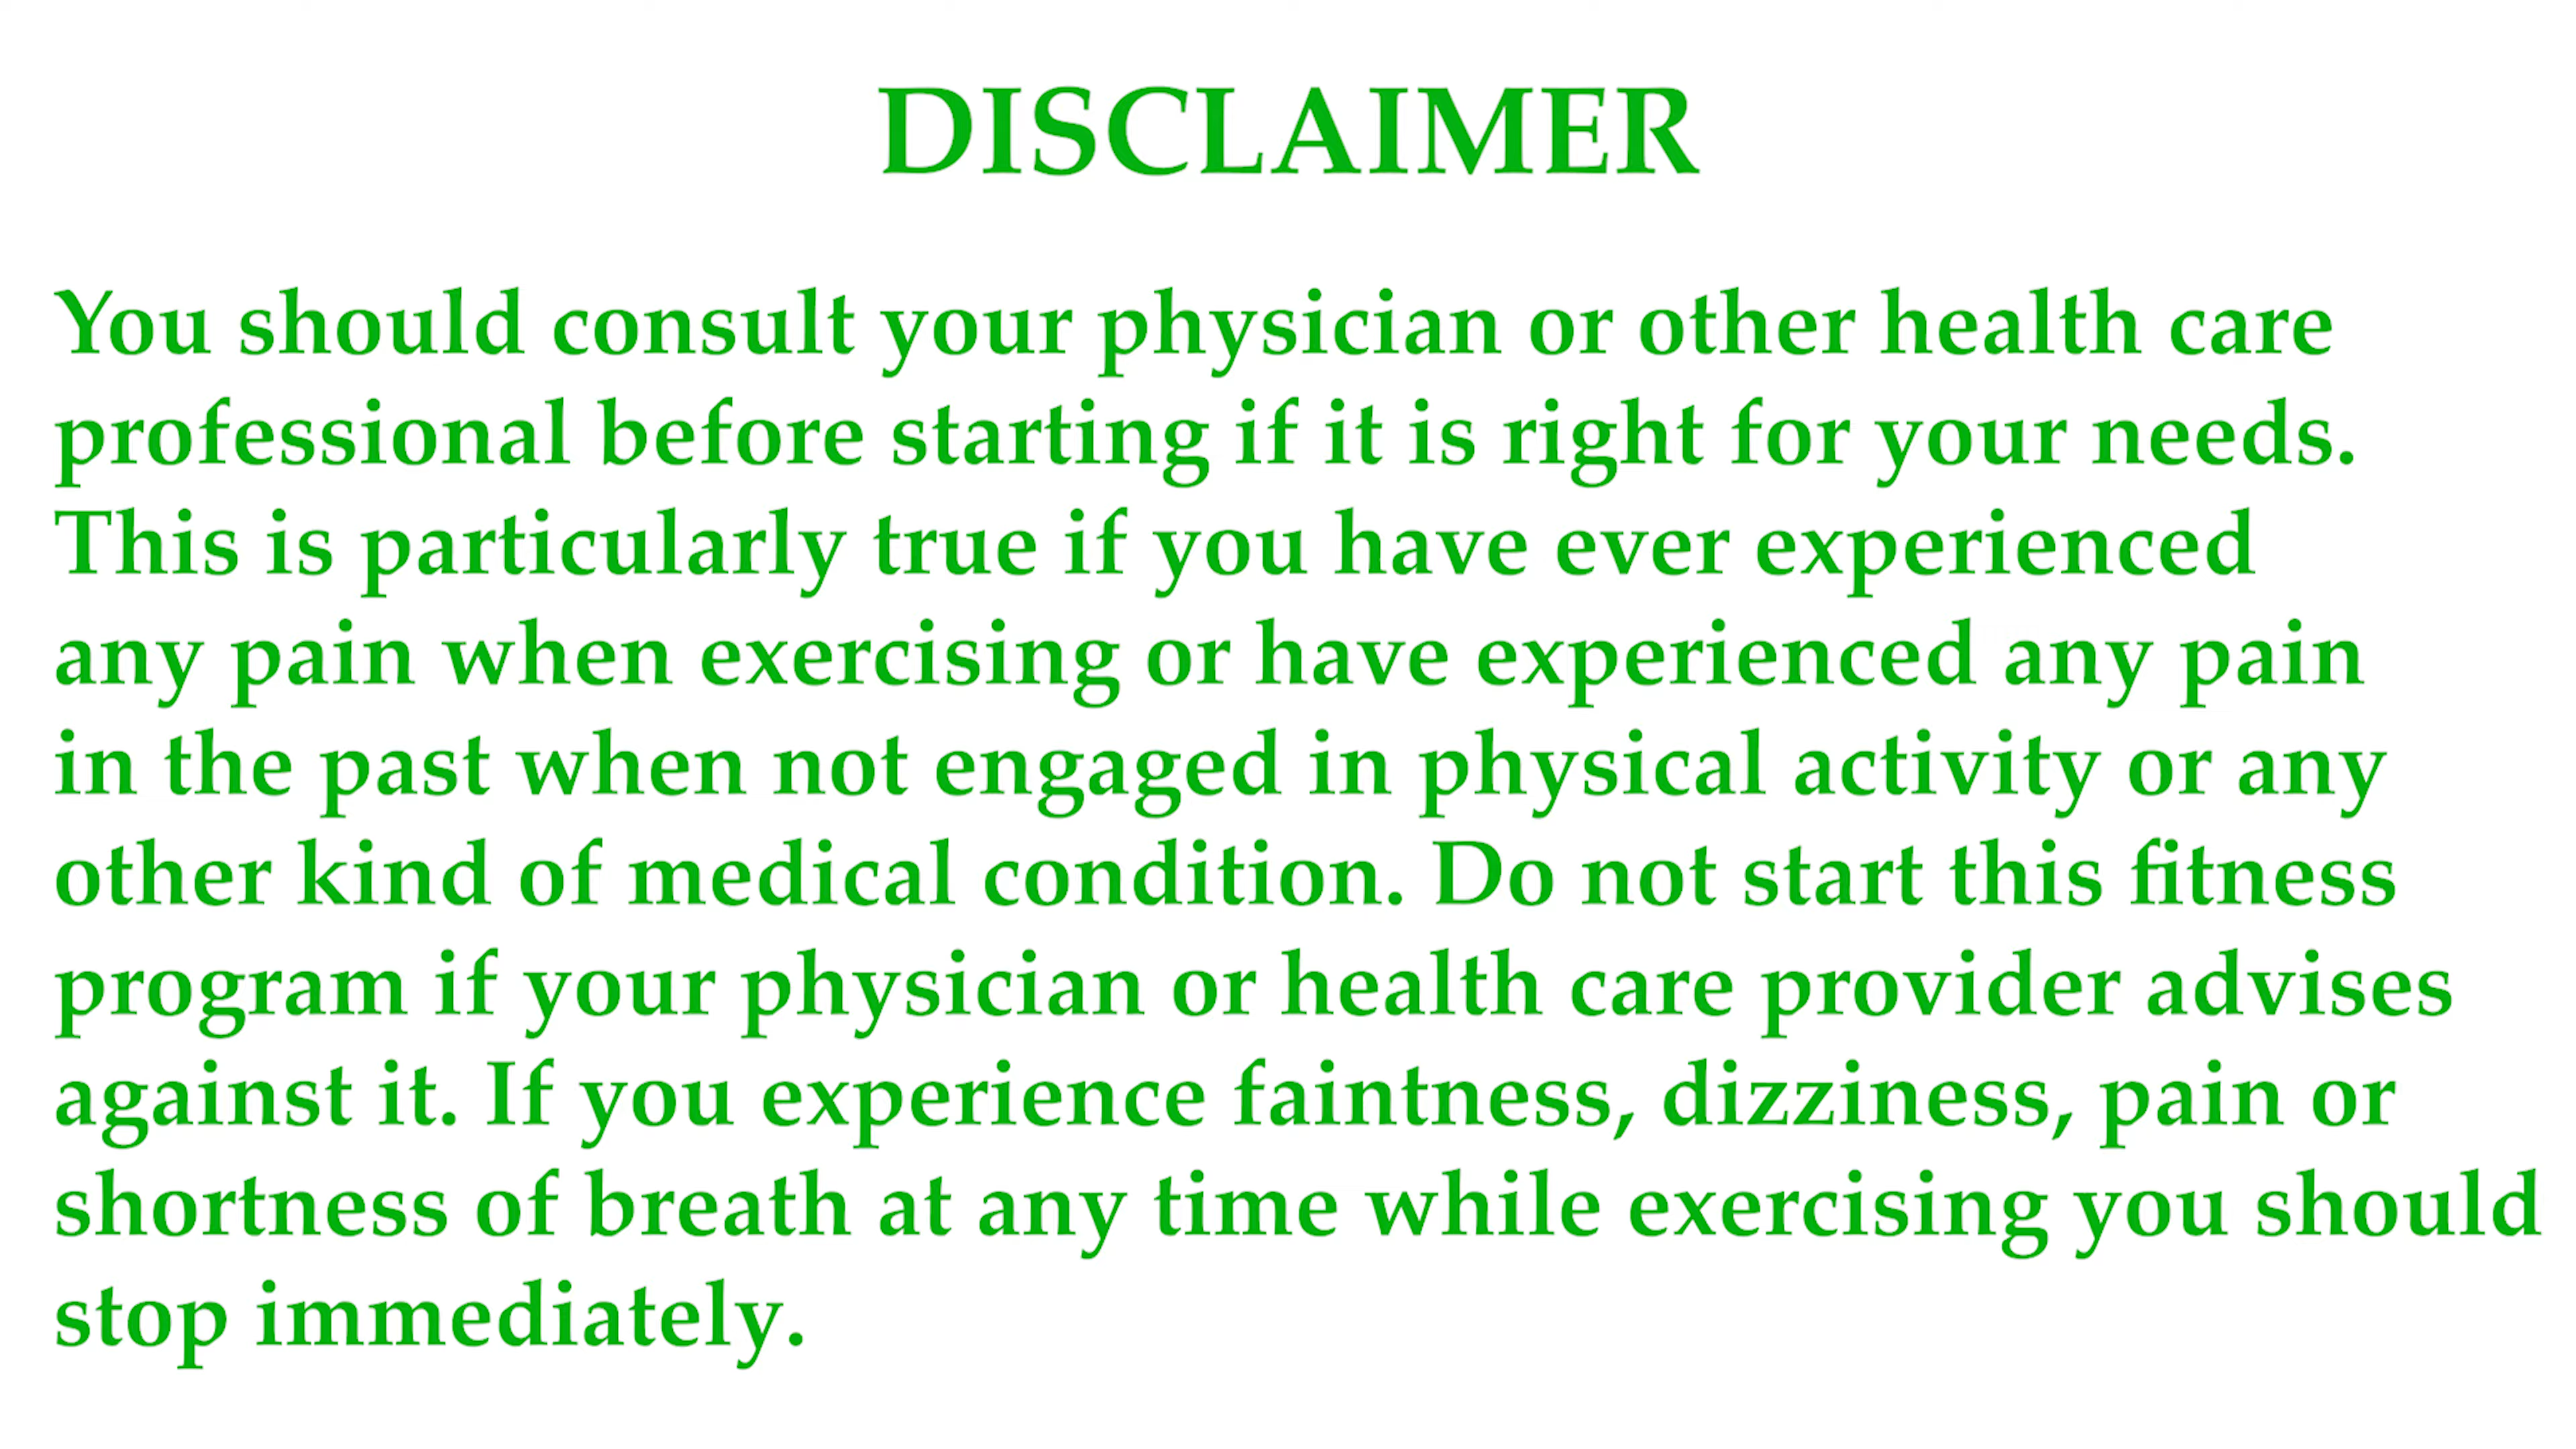 DISCLAIMER
You should consult your physician or other health care
professional before starting if it is right for your needs.
This is particularly true if you have ever experienced
any pain when exercising or have experienced any pain
in the past when not engaged in physical activity or any
other kind of medical condition. Do not start this fitness
program if your physician or health care provider advises
against it. If you experience faintness, dizziness, pain or
shortness of breath at any time while exercising you should
stop immediately.